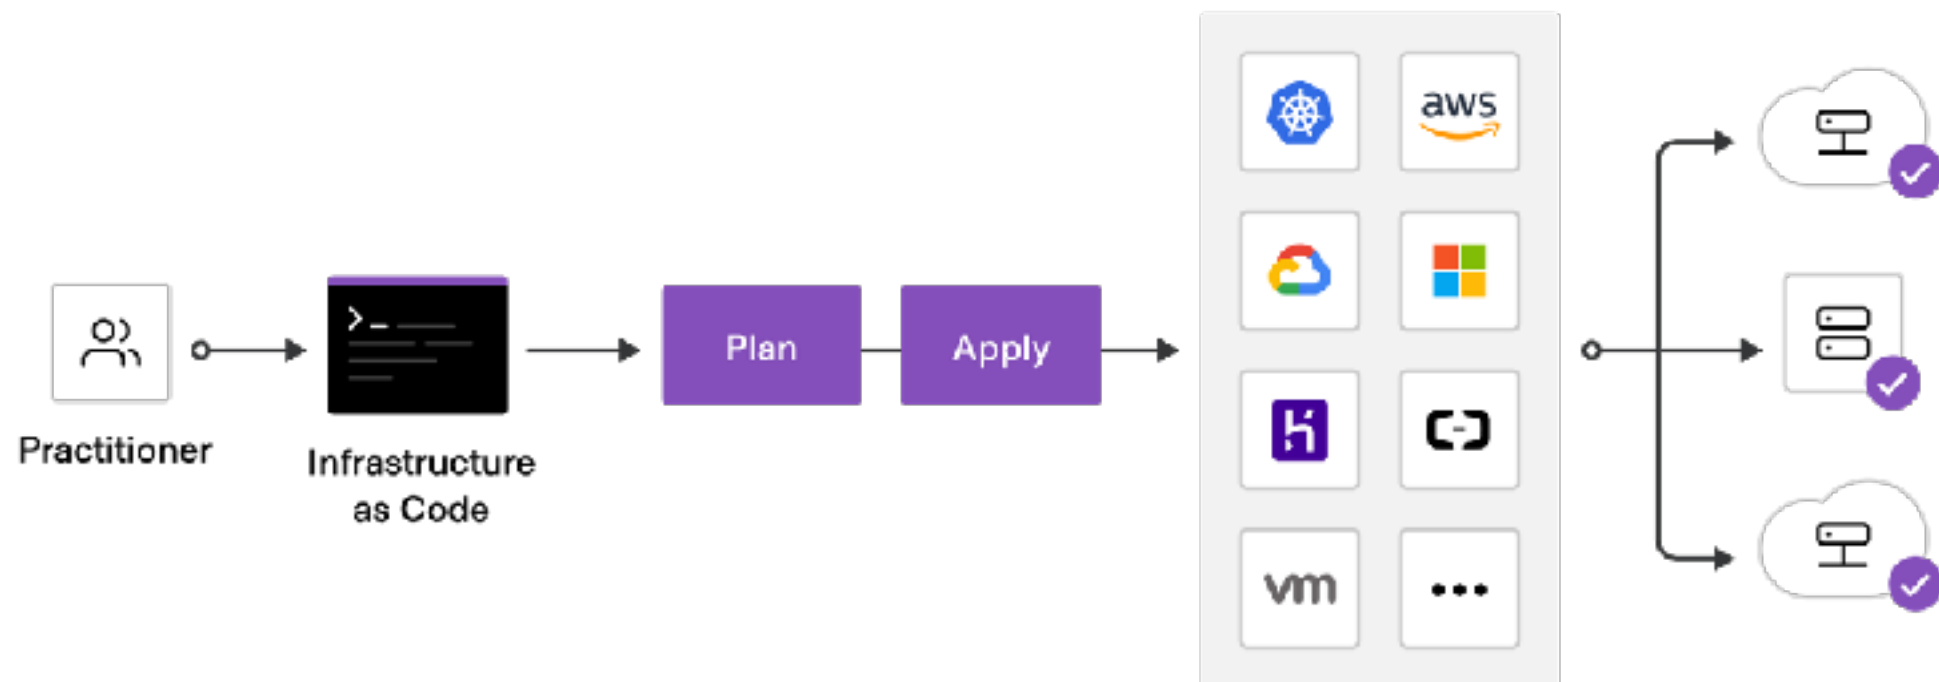 Practitioner
Infrastructure
as Code
Plan
Apply
aws
vm